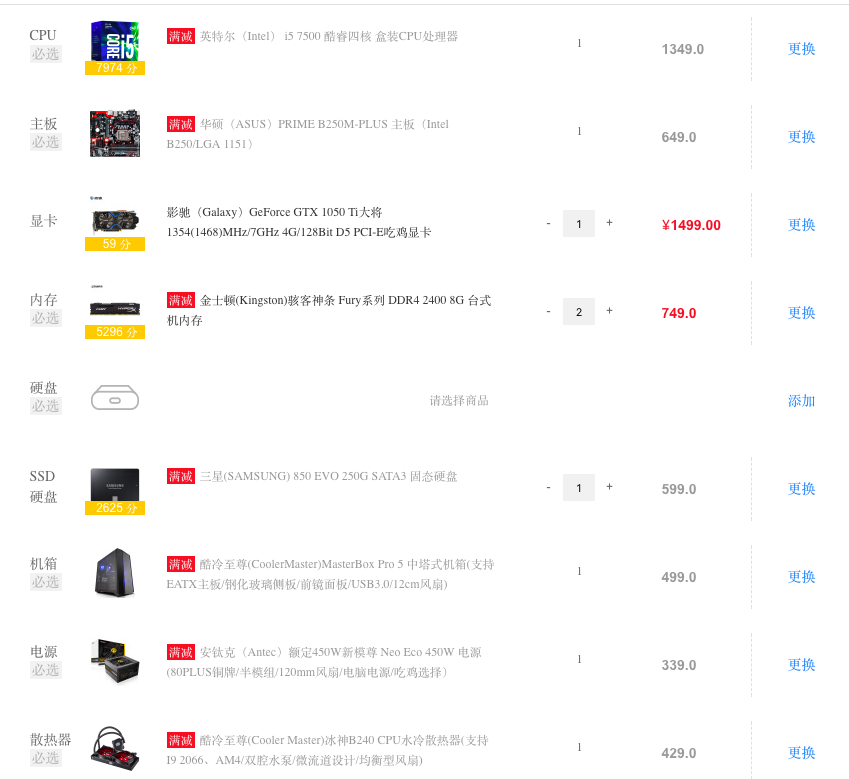 CPU
必选
7974 分
满减 英特尔（Intel） i5 7500 酷睿四核 盒装CPU处理器
1
1349.0
更换
主板
必选
满减 华硕（ASUS）PRIME B250M-PLUS 主板（Intel
B250/LGA 1151）
1
649.0
更换
显卡
59 分
影驰（Galaxy）GeForce GTX 1050 Ti大将
1354(1468)MHz/7GHz 4G/128Bit D5 PCI-E吃鸡显卡
- 1 +
¥1499.00
更换
内存
必选
5296 分
满减 金士顿(Kingston)骇客神条 Fury系列 DDR4 2400 8G 台式
机内存
- 2 +
749.0
更换
硬盘
必选
请选择商品
添加
SSD
硬盘
2625 分
满减 三星(SAMSUNG) 850 EVO 250G SATA3 固态硬盘
- 1 +
599.0
更换
机箱
必选
满减 酷冷至尊(CoolerMaster)MasterBox Pro 5 中塔式机箱(支持
EATX主板/钢化玻璃侧板/前镜面板/USB3.0/12cm风扇)
1
499.0
更换
电源
必选
满减 安钛克（Antec）额定450W新模尊 Neo Eco 450W 电源
(80PLUS铜牌/半模组/120mm风扇/电脑电源/吃鸡选择）
1
339.0
更换
散热器
必选
满减 酷冷至尊(Cooler Master)冰神B240 CPU水冷散热器(支持
I9 2066、AM4/双腔水泵/微流道设计/均衡型风扇)
1
429.0
更换